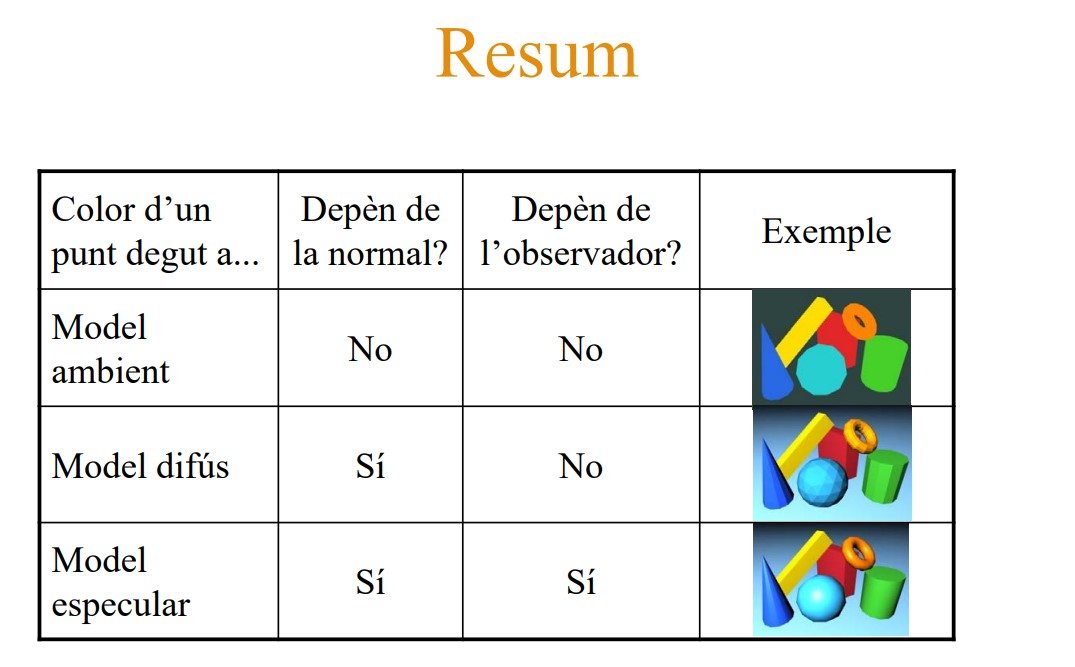 Resum
Color d’un
punt degut a...
Depèn de
la normal?
Depèn de
l’observador?
Exemple
Model
ambient
No
No
Model difús
Sí
No
Model
especular
Sí
Sí